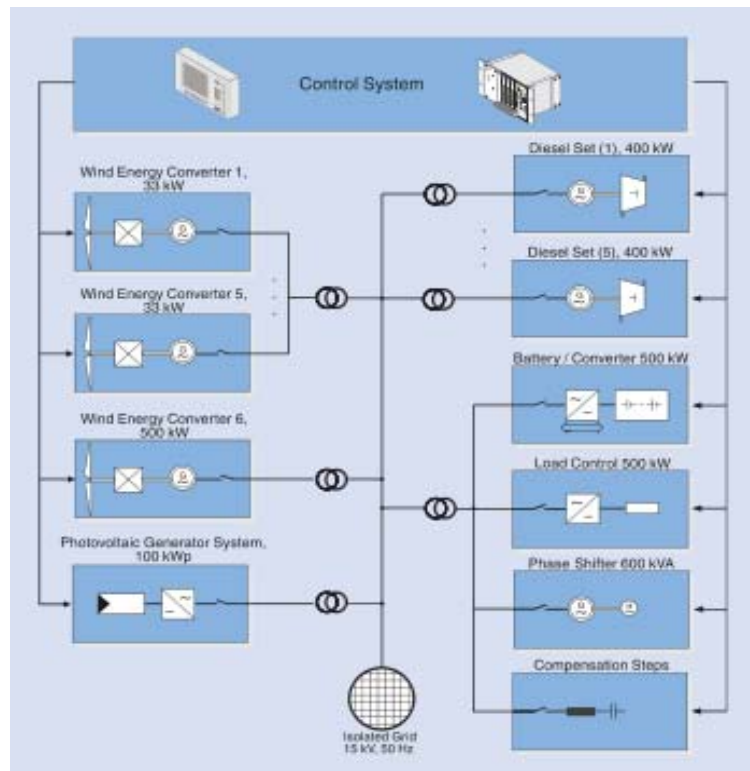 Control System
Wind Energy Converter 1,
33 kW
Wind Energy Converter 5,
33 kW
Wind Energy Converter 6,
500 kW
Photovoltaic Generator System,
100 kWp
Diesel Set (1), 400 kW
Diesel Set (5), 400 kW
Battery / Converter 500 kW
Load Control 500 kW
Phase Shifter 600 kVA
Compensation Steps
Isolated Grid
15 kV, 50 Hz